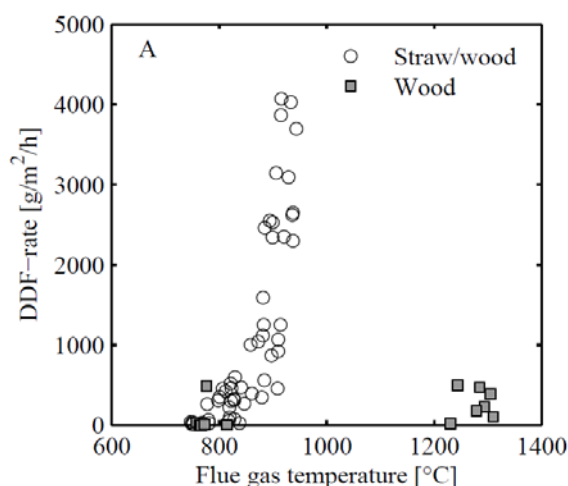 A
Straw/wood
Wood
5000
4000
3000
2000
1000
0
DDF-rate [g/m²/h]
600 800 1000 1200 1400
Flue gas temperature [°C]